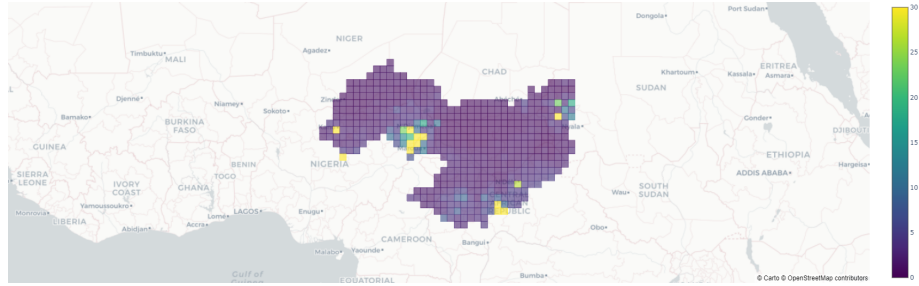 Port Sudan
Dongola
NIGER
Timbuktu
Agadez
MALI
CHAD
Khartoum
Kassala
ERITREA
Asmara
SUDAN
Djenné
Niamey
Sokoto
Bamako
BURKINA
FASO
Gonder
DJIBOUTI
GUINEA
BENIN
NIGERIA
ETHIOPIA
Hargeisa
TOGO
ADDIS ABABA
SIERRA
LEONE
IVORY
COAST
GHANA
SOUTH
SUDAN
Wau
Yamoussoukro
LAGOS
Enugu
Monrovia
LIBERIA
Lomé
Accra
Abidjan
Obo
CAMEROON
Bangui
Malabo
Yaounde
Gulf of
Guinea
EQUATORIAL
Bumba
© Carto © OpenStreetMap contributors
30
25
20
15
10
5
0